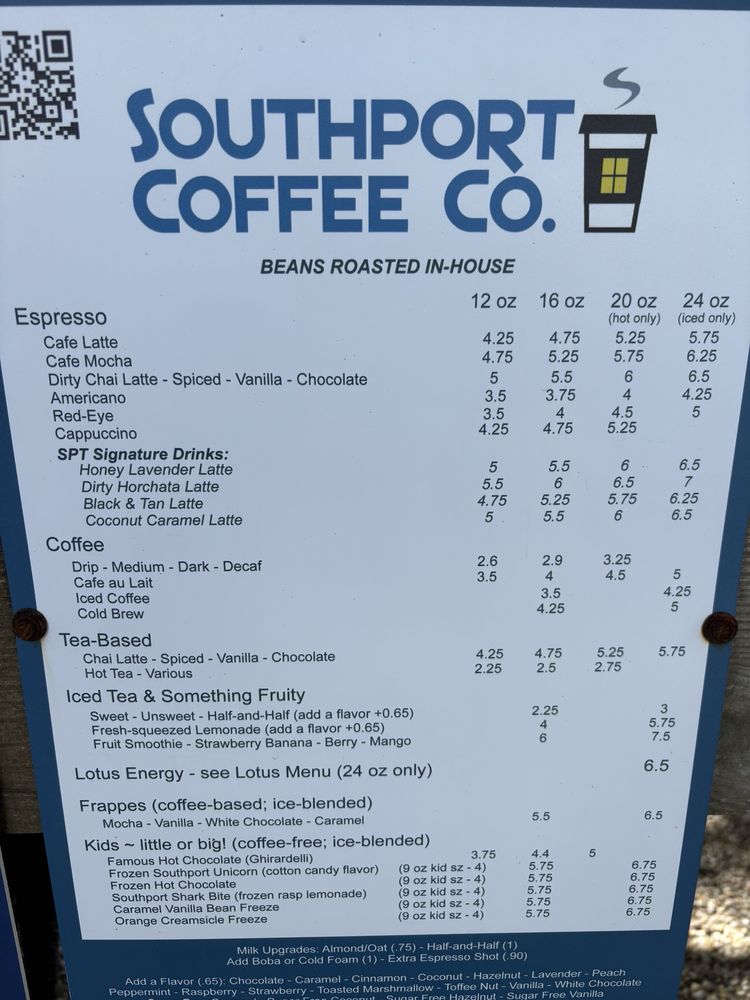 SOUTHPORT
COFFEE CO.
BEANS ROASTED IN-HOUSE
12 oz 16 oz 20 oz 24 oz
Espresso (hot only) (iced only)
Cafe Latte 4.25 4.75 5.25 5.75
Cafe Mocha 4.75 5.25 5.75 6.25
Dirty Chai Latte - Spiced - Vanilla - Chocolate 5 5.5 6 6.5
Americano 3.5 3.75 4 4.25
Red-Eye 3.5 4 4.5 5
Cappuccino 4.25 4.75 5.25
SPT Signature Drinks:
Honey Lavender Latte 5 5.5 6 6.5
Dirty Horchata Latte 5.5 6 6.5 7
Black & Tan Latte 4.75 5.25 5.75 6.25
Coconut Caramel Latte 5 5.5 6 6.5
Coffee
Drip - Medium - Dark - Decaf 2.6 2.9 3.25
Cafe au Lait 3.5 4 4.5 5
Iced Coffee 3.5 4.25
Cold Brew 4.25 5
Tea-Based
Chai Latte - Spiced - Vanilla - Chocolate 4.25 4.75 5.25 5.75
Hot Tea - Various 2.25 2.5 2.75
Iced Tea & Something Fruity
Sweet - Unsweet - Half-and-Half (add a flavor +0.65) 2.25 3
Fresh-squeezed Lemonade (add a flavor +0.65) 4 5.75
Fruit Smoothie - Strawberry Banana - Berry - Mango 6 7.5
Lotus Energy - see Lotus Menu (24 oz only) 6.5
Frappes (coffee-based; ice-blended)
Mocha - Vanilla - White Chocolate - Caramel 5.5 6.5
Kids ~ little or big! (coffee-free; ice-blended)
Famous Hot Chocolate (Ghirardelli) 3.75 4.4 5
Frozen Southport Unicorn (cotton candy flavor) (9 oz kid sz - 4) 5.75 6.75
Frozen Hot Chocolate (9 oz kid sz - 4) 5.75 6.75
Southport Shark Bite (frozen rasp lemonade) (9 oz kid sz - 4) 5.75 6.75
Caramel Vanilla Bean Freeze (9 oz kid sz - 4) 5.75 6.75
Orange Creamsicle Freeze (9 oz kid sz - 4) 5.75 6.75
Milk Upgrades: Almond/Oat (.75) - Half-and-Half (1)
Add Boba or Cold Foam (1) - Extra Espresso Shot (.90)
Add a Flavor (.65): Chocolate - Caramel - Cinnamon - Coconut - Hazelnut - Lavender - Peach
Peppermint - Raspberry - Strawberry - Toasted Marshmallow - Toffee Nut - Vanilla - White Chocolate
Sugar Free Coconut - Sugar Free Hazelnut - Sugar Free Vanilla